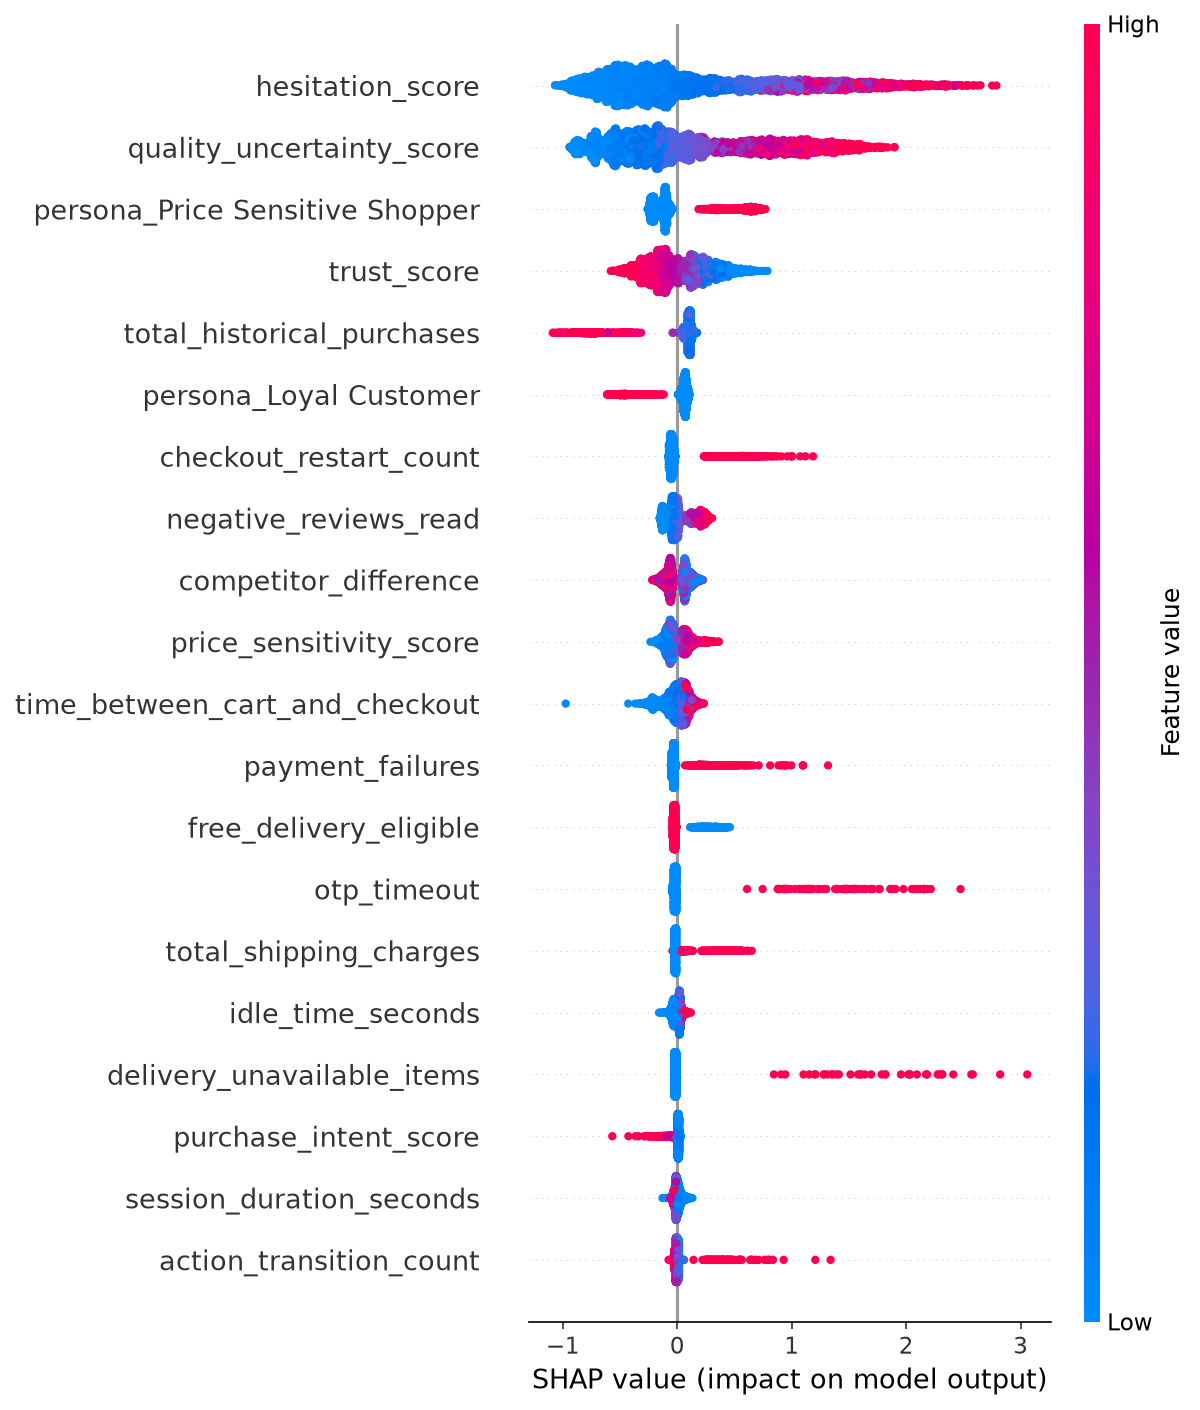 High
hesitation_score
quality_uncertainty_score
persona_Price Sensitive Shopper
trust_score
total_historical_purchases
persona_Loyal Customer
checkout_restart_count
negative_reviews_read
competitor_difference
price_sensitivity_score
time_between_cart_and_checkout
payment_failures
free_delivery_eligible
otp_timeout
total_shipping_charges
idle_time_seconds
delivery_unavailable_items
purchase_intent_score
session_duration_seconds
action_transition_count
Feature value
Low
−1 0 1 2 3
SHAP value (impact on model output)